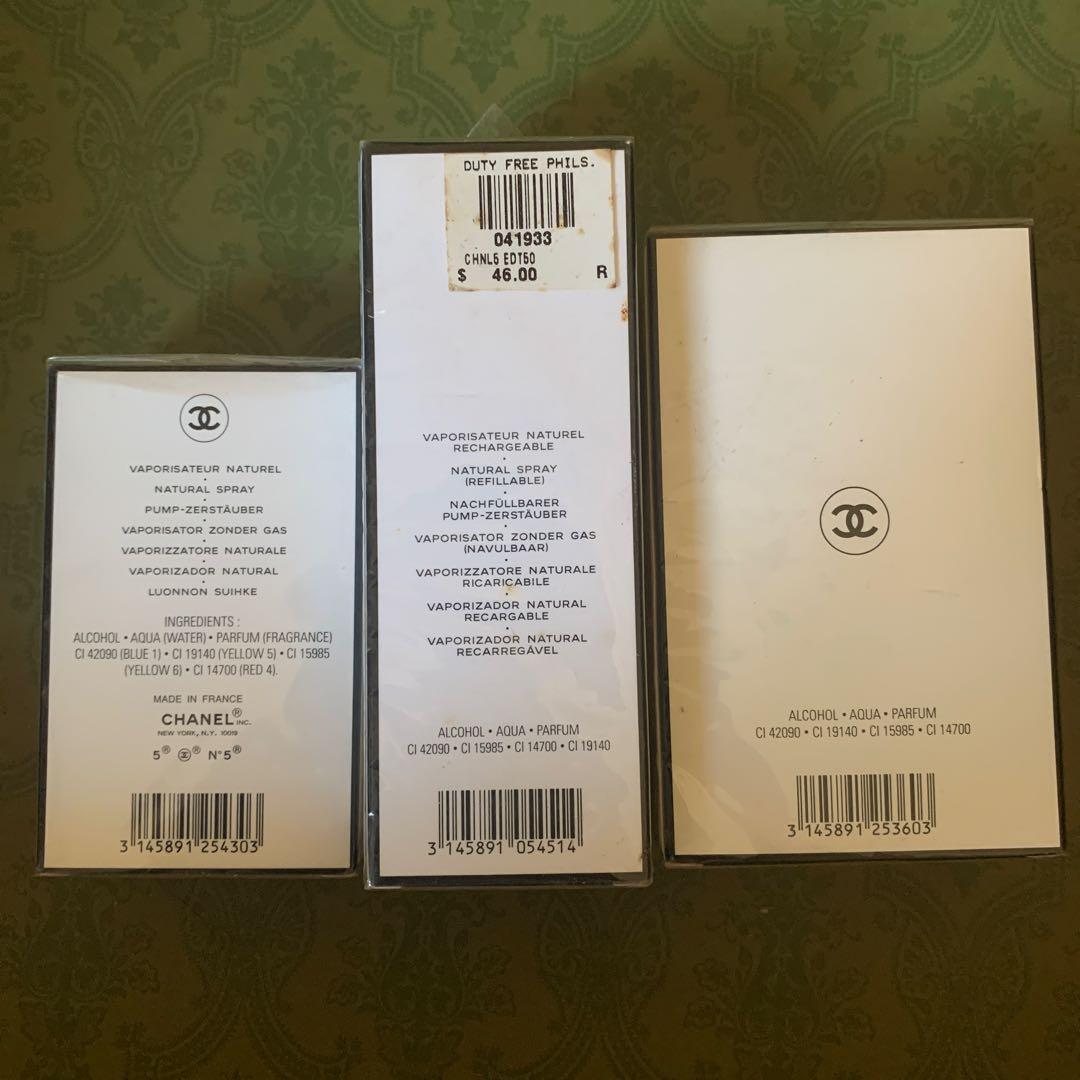 VAPORISATEUR NATUREL
•
NATURAL SPRAY
•
PUMP-ZERSTÄUBER
•
VAPORISATOR ZONDER GAS
•
VAPORIZZATORE NATURALE
•
VAPORIZADOR NATURAL
•
LUONNON SUIHKE
INGREDIENTS :
ALCOHOL • AQUA (WATER) • PARFUM (FRAGRANCE)
CI 42090 (BLUE 1) • CI 19140 (YELLOW 5) • CI 15985
(YELLOW 6) • CI 14700 (RED 4).
MADE IN FRANCE
CHANEL® INC.
NEW YORK, N.Y. 10019
5® ® N°5®
3 145891 254303
DUTY FREE PHILS.
041933
CHNL5 EDT50
$ 46.00 R
VAPORISATEUR NATUREL
RECHARGEABLE
•
NATURAL SPRAY
(REFILLABLE)
•
NACHFÜLLBARER
PUMP-ZERSTÄUBER
•
VAPORISATOR ZONDER GAS
(NAVULBAAR)
•
VAPORIZZATORE NATURALE
RICARICABILE
•
VAPORIZADOR NATURAL
RECARGABLE
•
VAPORIZADOR NATURAL
RECARREGÁVEL
ALCOHOL • AQUA • PARFUM
CI 42090 • CI 15985 • CI 14700 • CI 19140
3 145891 054514
ALCOHOL • AQUA • PARFUM
CI 42090 • CI 19140 • CI 15985 • CI 14700
3 145891 253603